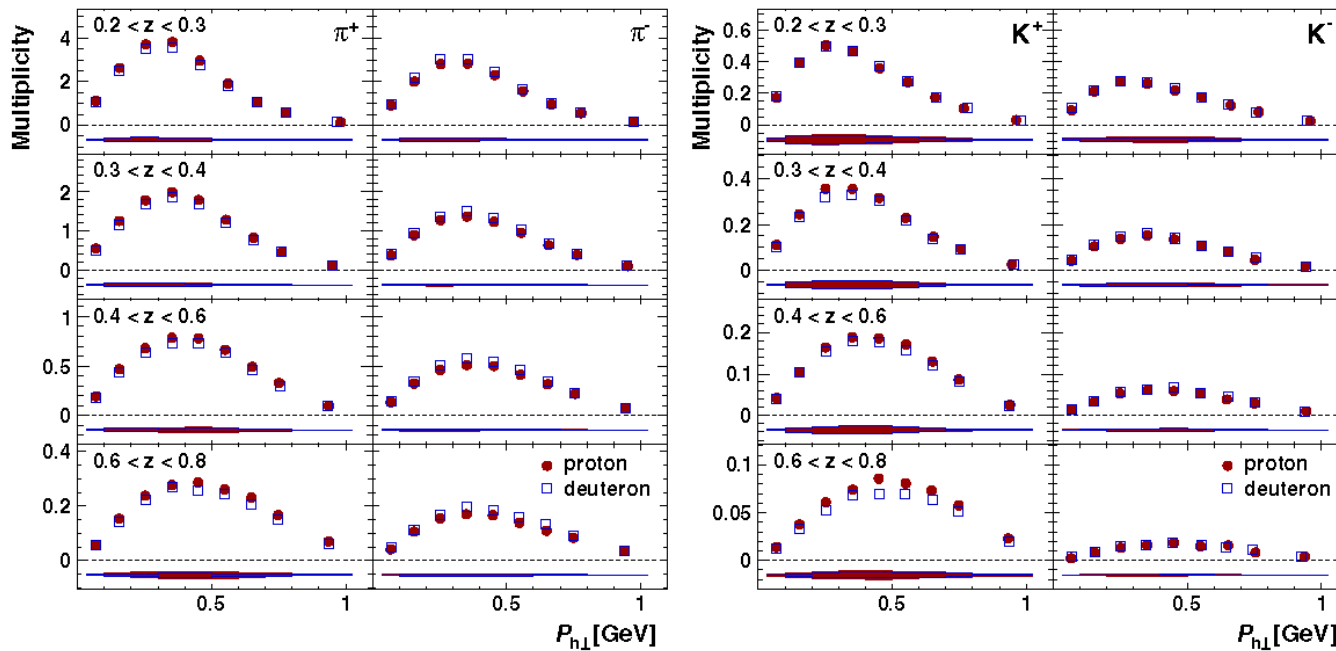 0.2 < z < 0.3 π⁺ π⁻
Multiplicity
4
2
0
0.3 < z < 0.4
2
1
0
0.4 < z < 0.6
1
0.5
0
0.6 < z < 0.8
0.4
0.2
0
proton
deuteron
0.5 1 0.5 1
P_h⊥ [GeV]
0.2 < z < 0.3 K⁺ K⁻
Multiplicity
0.6
0.4
0.2
0
0.3 < z < 0.4
0.4
0.2
0
0.4 < z < 0.6
0.2
0.1
0
0.6 < z < 0.8
0.1
0.05
0
proton
deuteron
0.5 1 0.5 1
P_h⊥ [GeV]